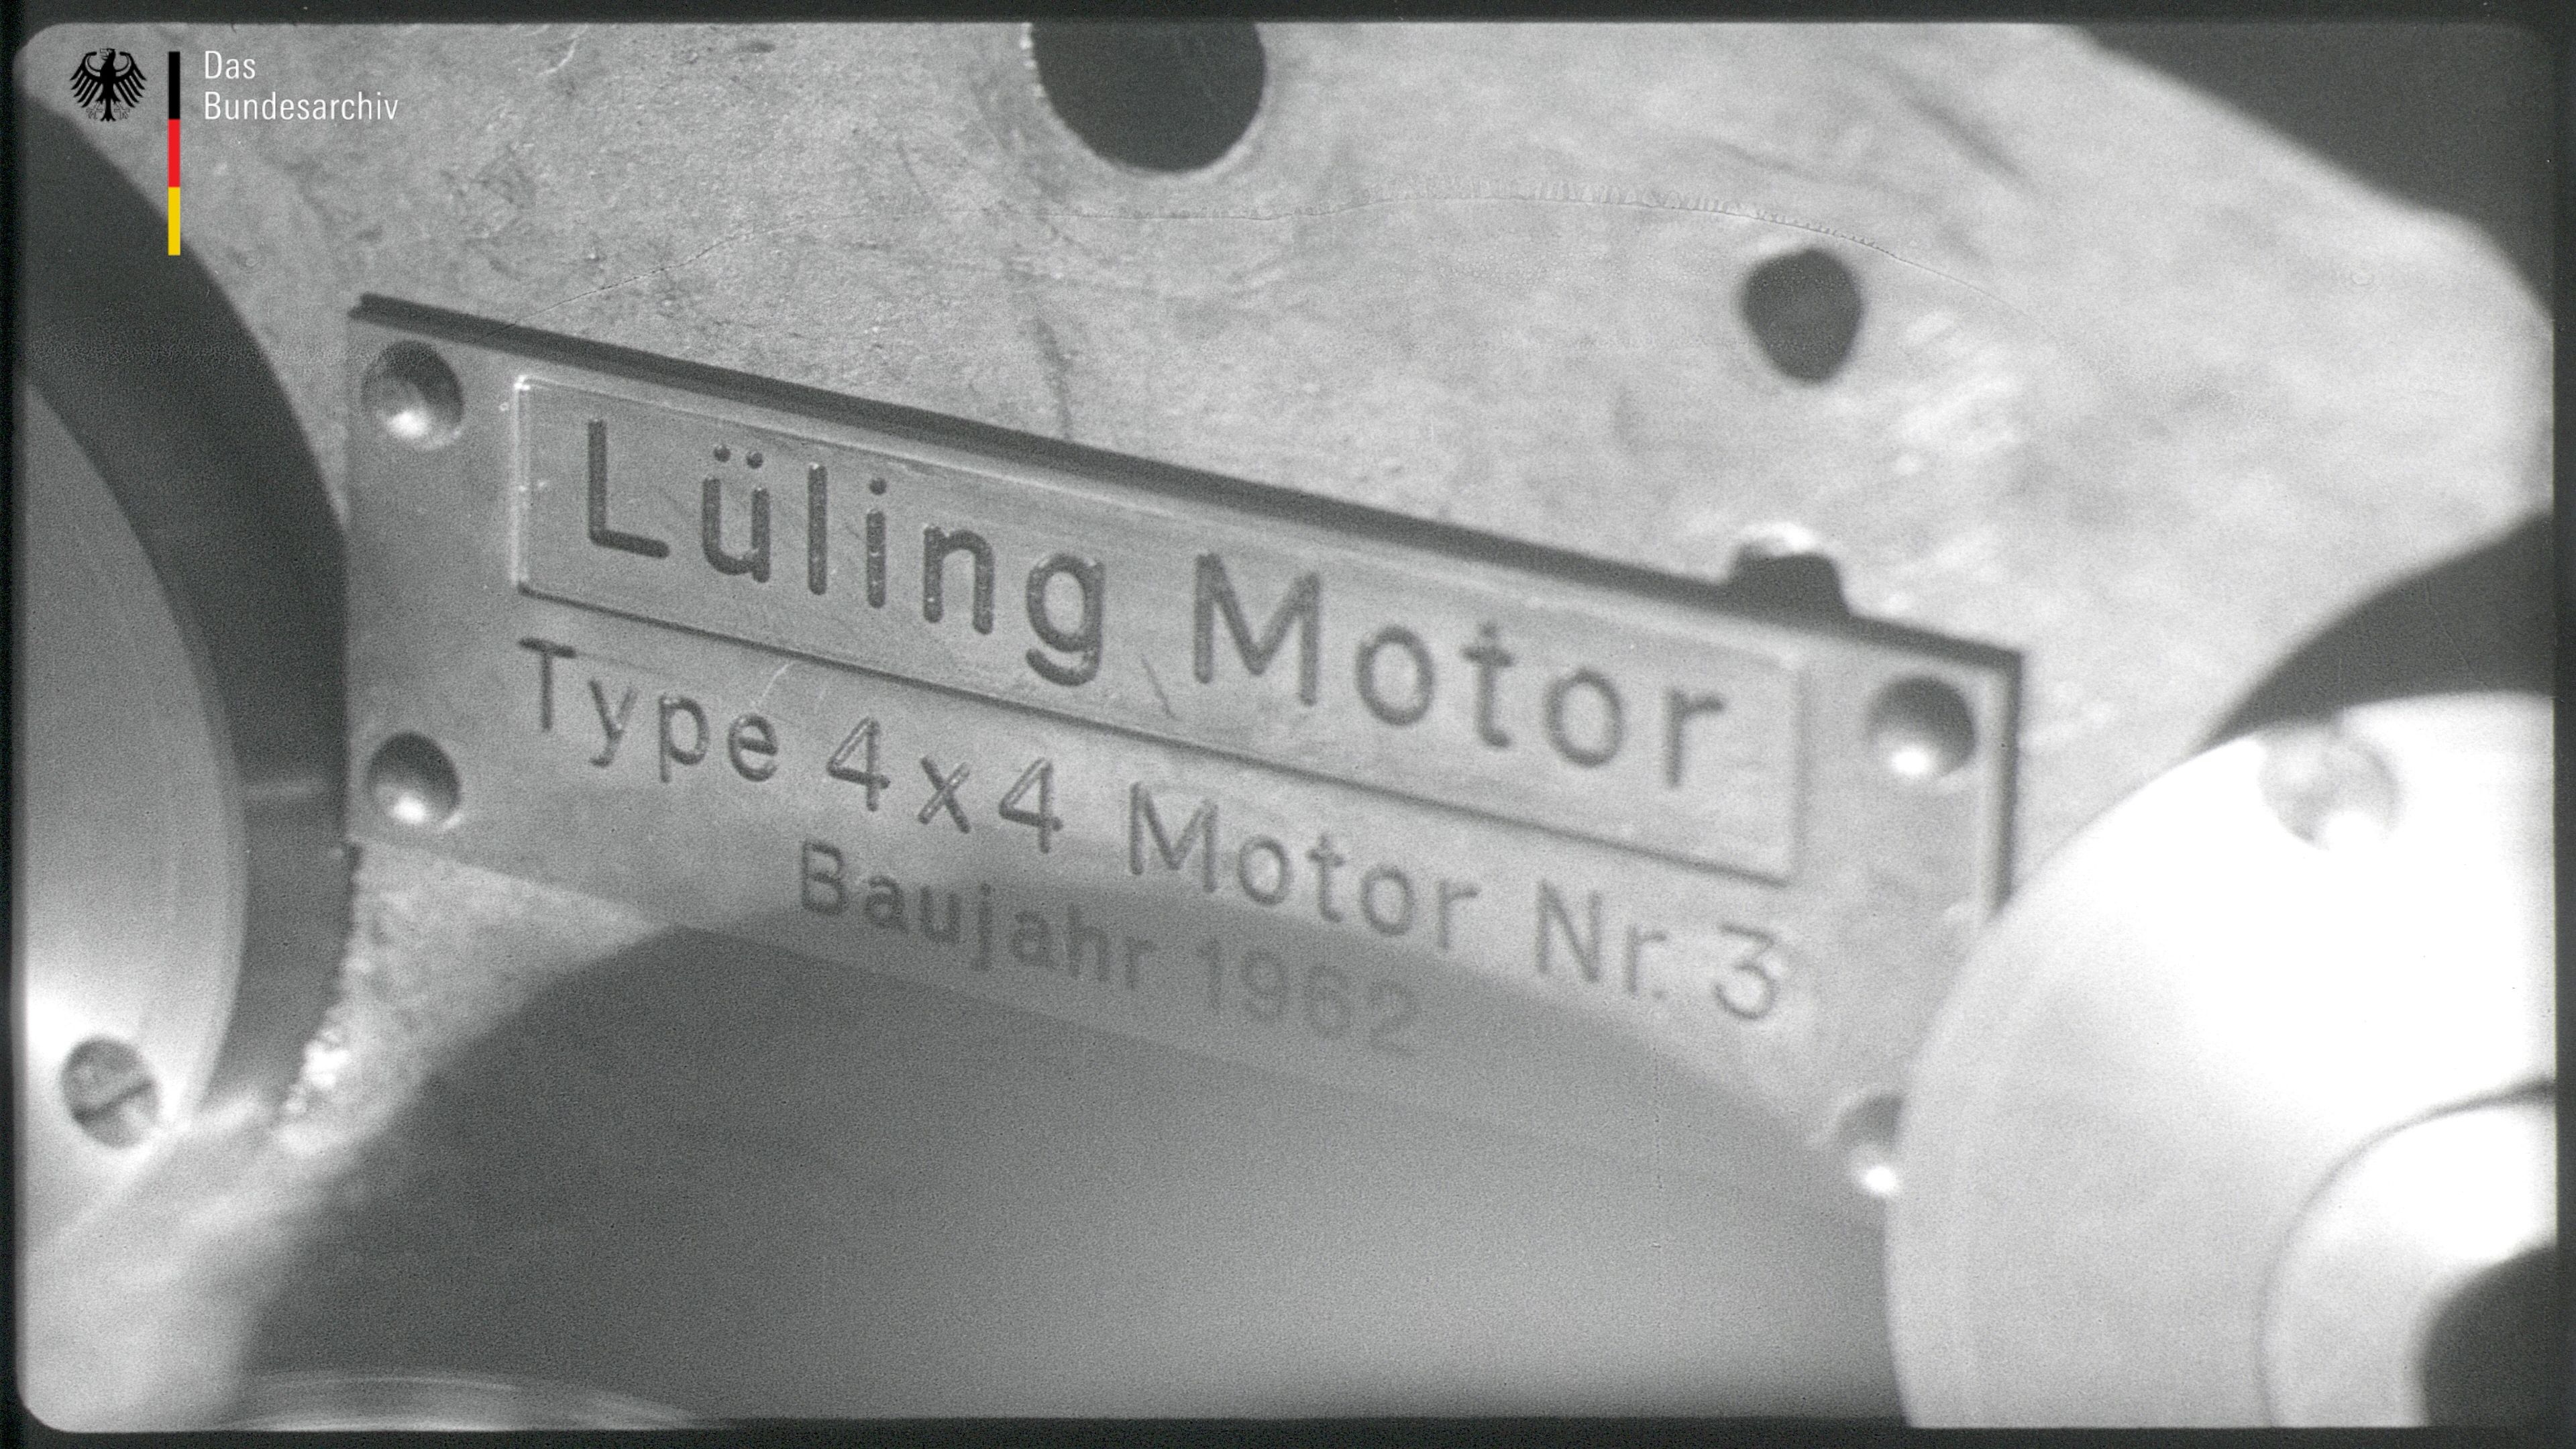 Das
Bundesarchiv
Lüling Motor
Type 4x4 Motor Nr. 3
Baujahr 1962